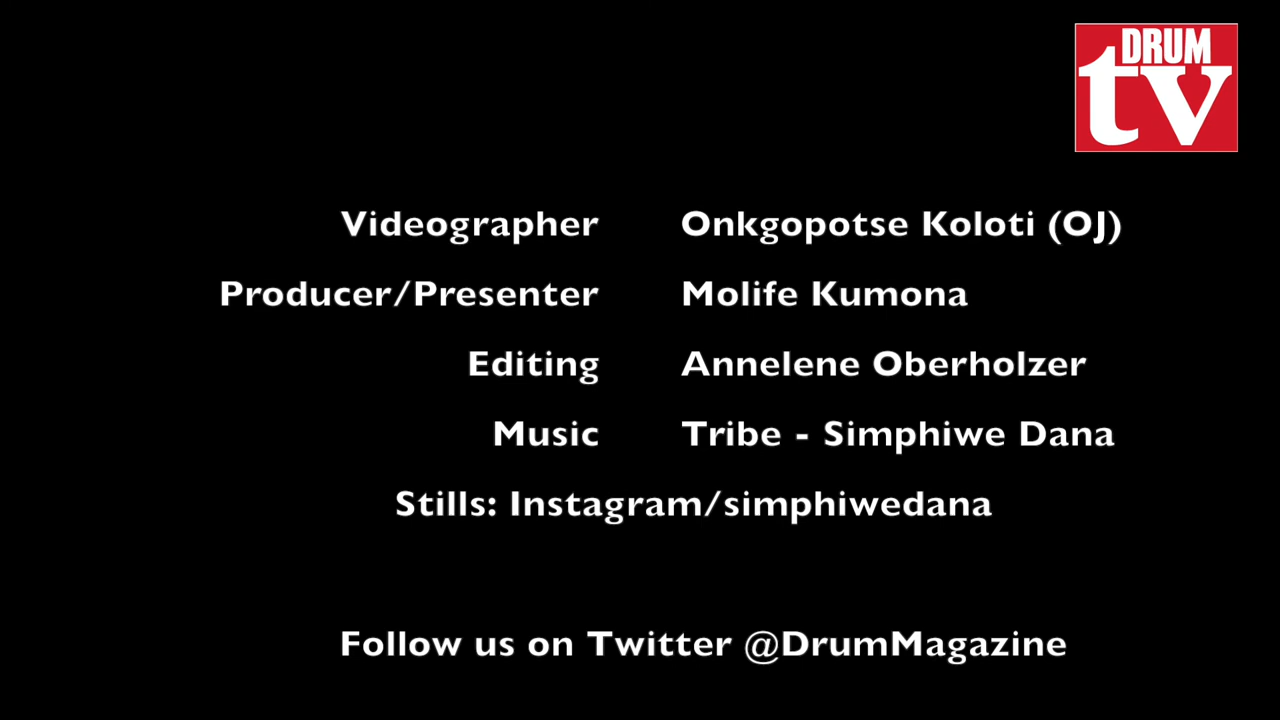 DRUM
tv
Videographer Onkgopotse Koloti (OJ)
Producer/Presenter Molife Kumona
Editing Annelene Oberholzer
Music Tribe - Simphiwe Dana
Stills: Instagram/simphiwedana
Follow us on Twitter @DrumMagazine